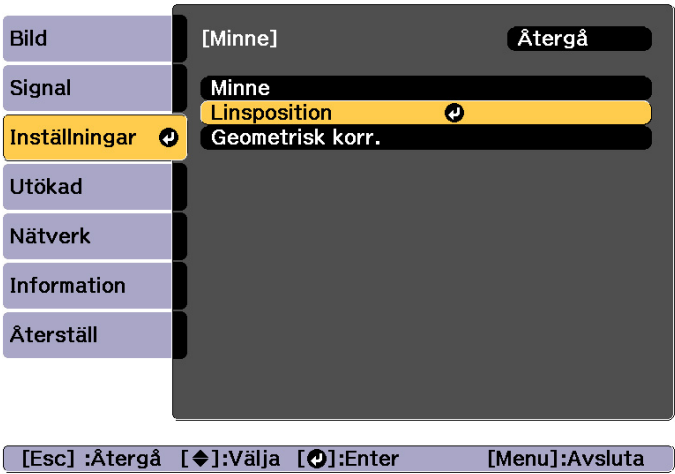 Bild
Signal
Inställningar
Utökad
Nätverk
Information
Återställ
[Minne] Återgå
Minne
Linsposition
Geometrisk korr.
[Esc] :Återgå [◆]:Välja [↵]:Enter [Menu]:Avsluta